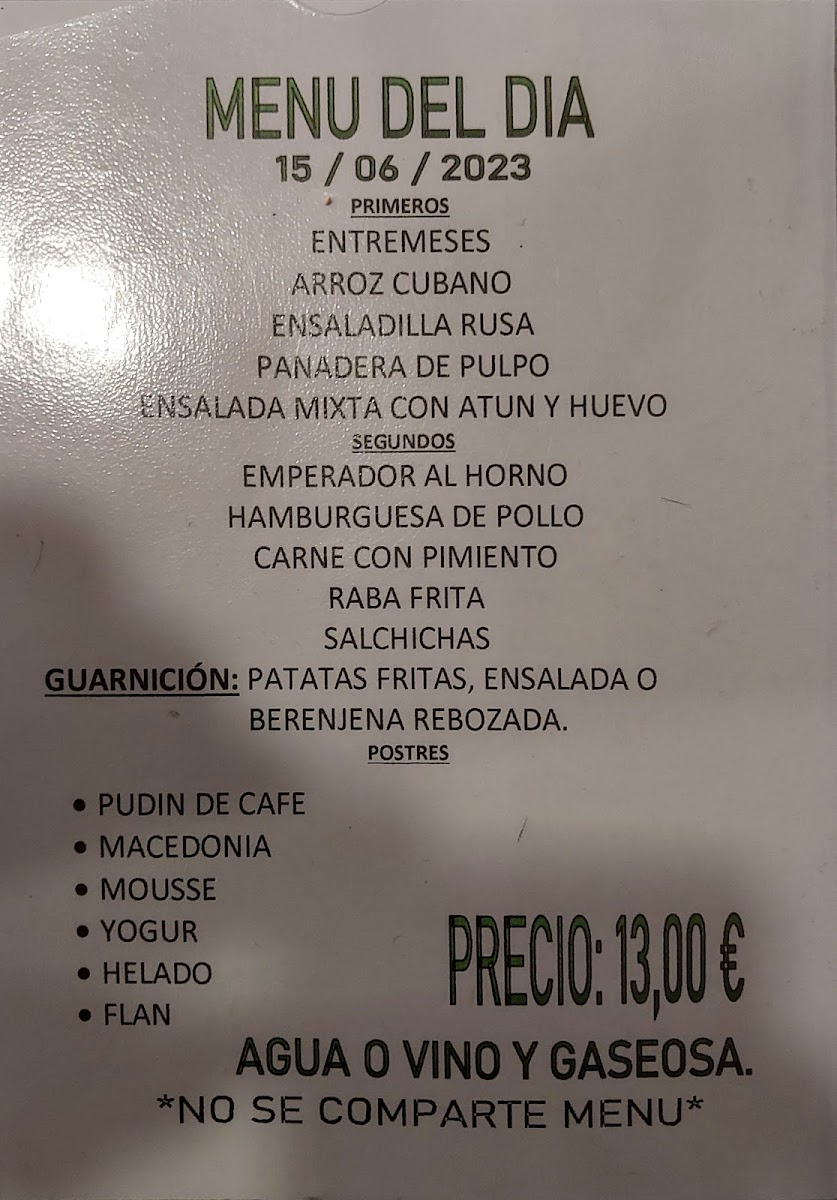 MENU DEL DIA
15 / 06 / 2023
PRIMEROS
ENTREMESES
ARROZ CUBANO
ENSALADILLA RUSA
PANADERA DE PULPO
ENSALADA MIXTA CON ATUN Y HUEVO
SEGUNDOS
EMPERADOR AL HORNO
HAMBURGUESA DE POLLO
CARNE CON PIMIENTO
RABA FRITA
SALCHICHAS
GUARNICIÓN: PATATAS FRITAS, ENSALADA O
BERENJENA REBOZADA.
POSTRES
• PUDIN DE CAFE
• MACEDONIA
• MOUSSE
• YOGUR
• HELADO
• FLAN
PRECIO: 13,00 €
AGUA O VINO Y GASEOSA.
*NO SE COMPARTE MENU*